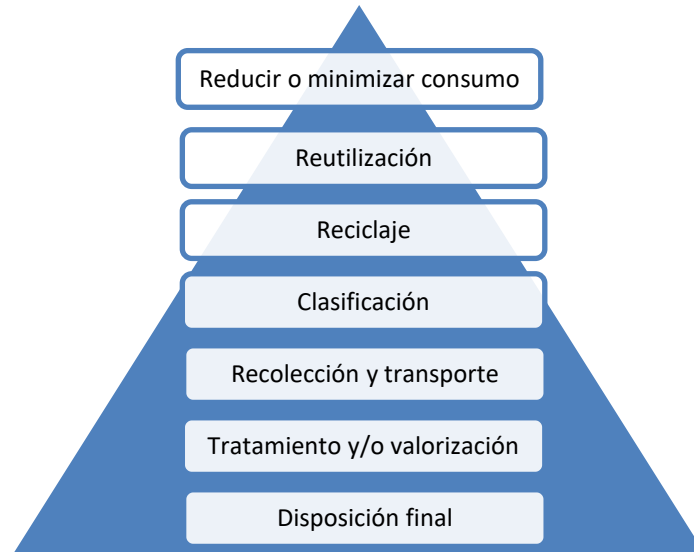 Reducir o minimizar consumo
Reutilización
Reciclaje
Clasificación
Recolección y transporte
Tratamiento y/o valorización
Disposición final